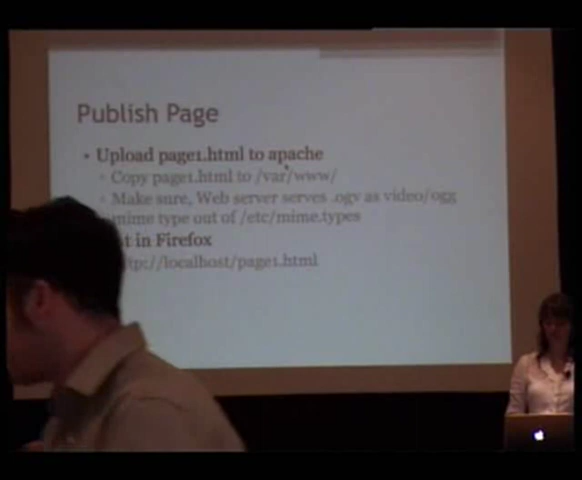 Publish Page
• Upload page1.html to apache
Copy page1.html to /var/www/
Make sure, Web server serves .ogv as video/ogg
mime type out of /etc/mime.types
in Firefox
://localhost/page1.html